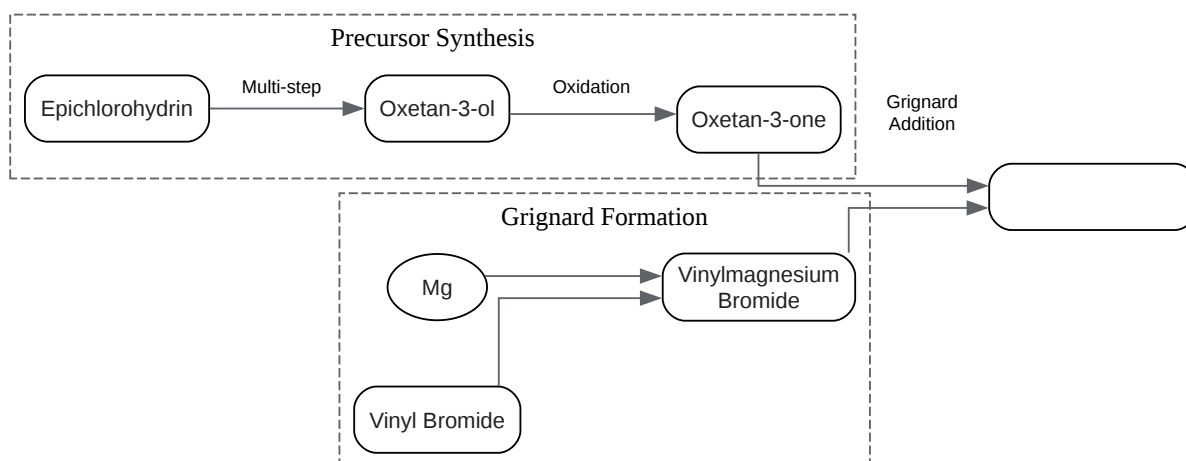 Precursor Synthesis
Epichlorohydrin
Multi-step
Oxetan-3-ol
Oxidation
Oxetan-3-one
Grignard
Addition
Grignard Formation
Mg
Vinylmagnesium
Bromide
Vinyl Bromide